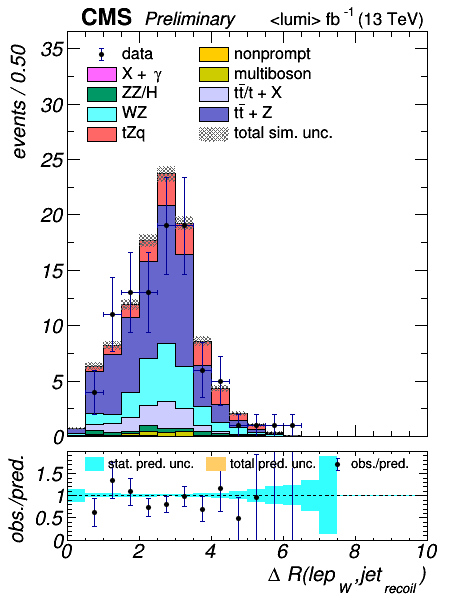 CMS Preliminary <lumi> fb⁻¹ (13 TeV)
events / 0.50
35
30
25
20
15
10
5
0
data
X + γ
ZZ/H
WZ
tZq
nonprompt
multiboson
tt̄/t + X
tt̄ + Z
total sim. unc.
obs./pred.
1.5
1
0.5
0
stat. pred. unc. total pred. unc. obs./pred.
0 2 4 6 8 10
Δ R(lep_W,jet_recoil)